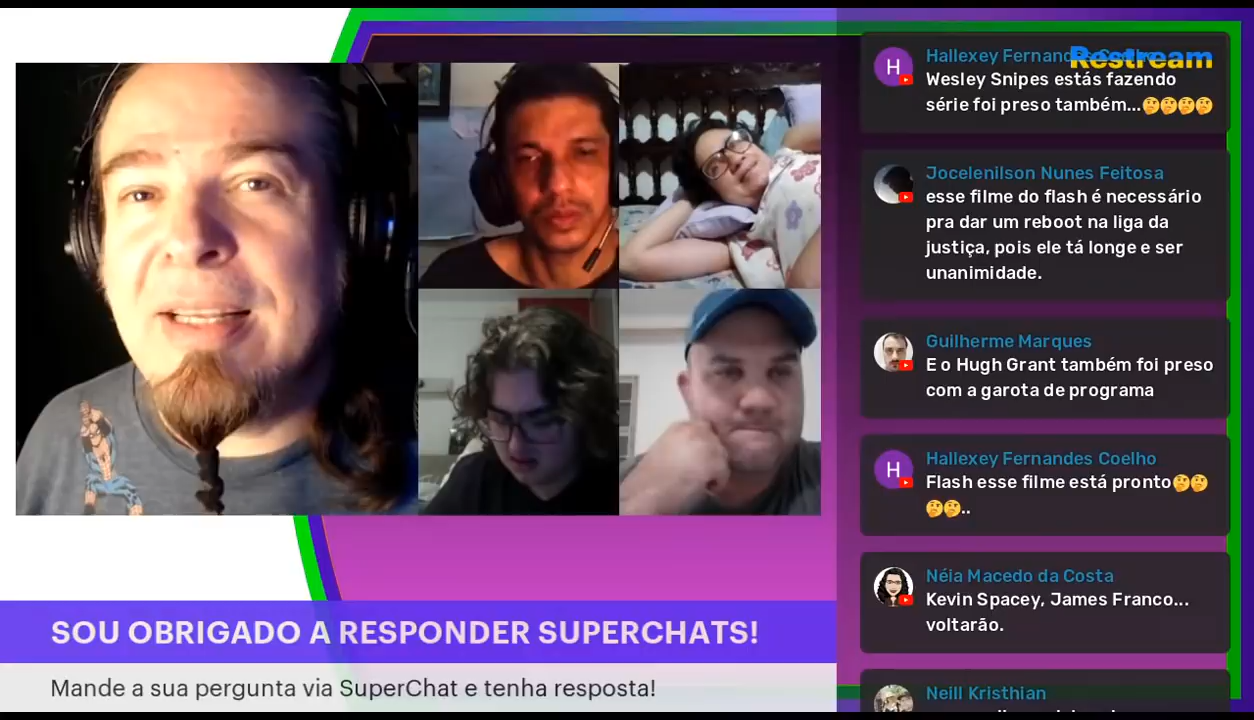 Restream
Hallexey Fernandes Coelho
Wesley Snipes estás fazendo
série foi preso também...🤔🤔🤔🤔
Jocelenilson Nunes Feitosa
esse filme do flash é necessário
pra dar um reboot na liga da
justiça, pois ele tá longe e ser
unanimidade.
Guilherme Marques
E o Hugh Grant também foi preso
com a garota de programa
H
Hallexey Fernandes Coelho
Flash esse filme está pronto🤔🤔
🤔🤔..
Néia Macedo da Costa
Kevin Spacey, James Franco...
voltarão.
Neill Kristhian
SOU OBRIGADO A RESPONDER SUPERCHATS!
Mande a sua pergunta via SuperChat e tenha resposta!